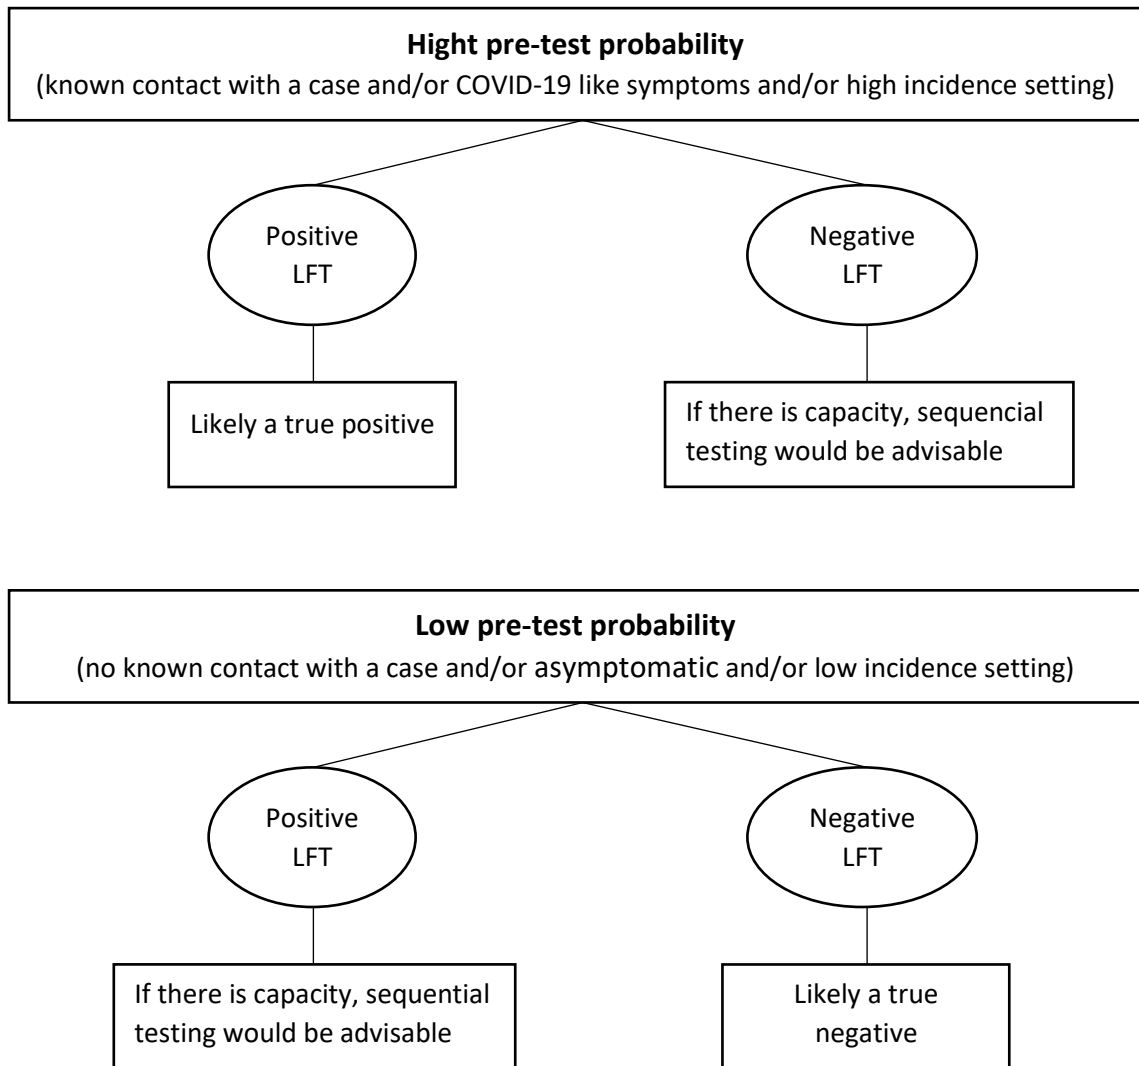 Hight pre-test probability
(known contact with a case and/or COVID-19 like symptoms and/or high incidence setting)
Positive
LFT
Negative
LFT
Likely a true positive
If there is capacity, sequencial
testing would be advisable
Low pre-test probability
(no known contact with a case and/or asymptomatic and/or low incidence setting)
Positive
LFT
Negative
LFT
If there is capacity, sequential
testing would be advisable
Likely a true
negative